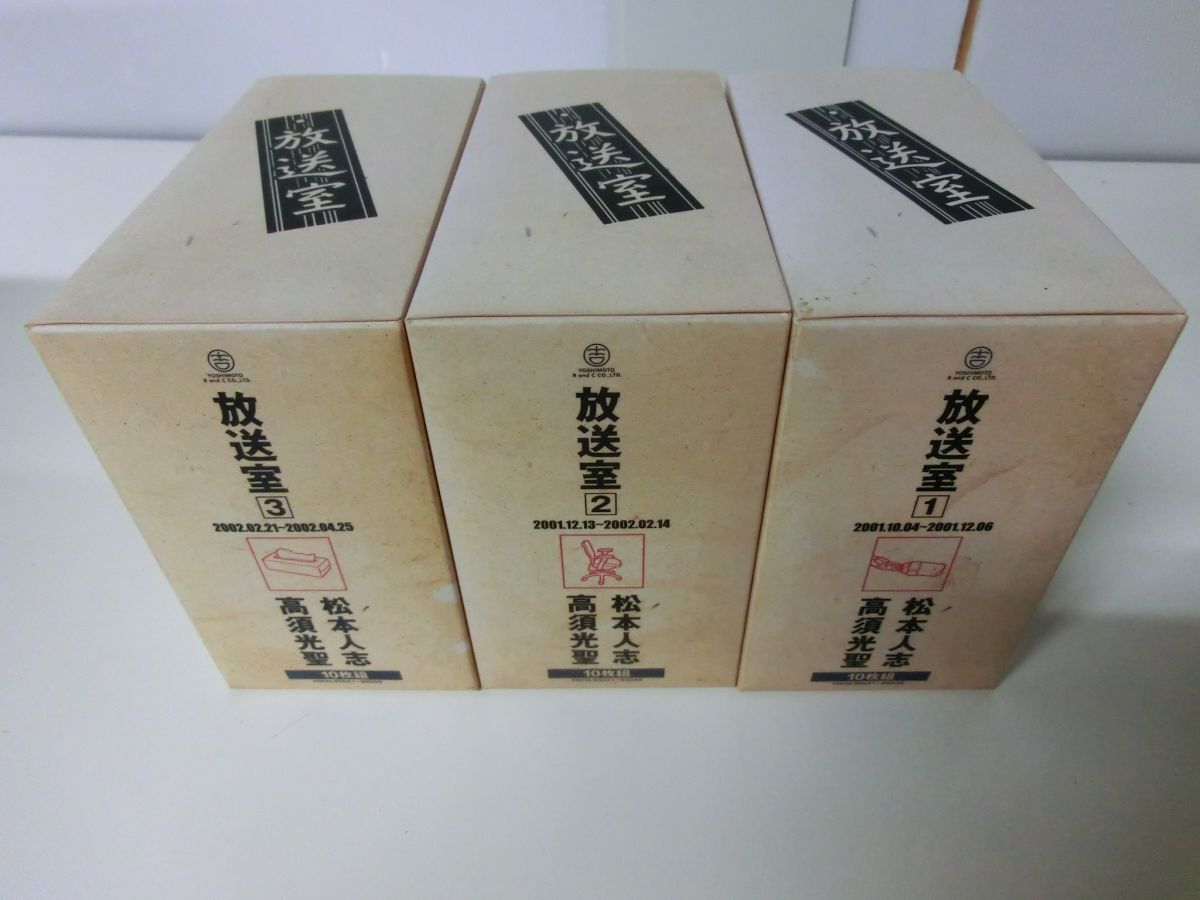 放送室
放送室
放送室
吉
YOSHIMOTO
R and C CO.,LTD.
放送室
3
2002.02.21~2002.04.25
松本人志
高須光聖
10枚組
吉
YOSHIMOTO
R and C CO.,LTD.
放送室
2
2001.12.13~2002.02.14
松本人志
高須光聖
10枚組
吉
YOSHIMOTO
R and C CO.,LTD.
放送室
1
2001.10.04~2001.12.06
松本人志
高須光聖
10枚組